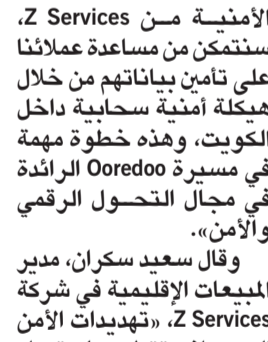 الأمنية من Z Services،
سنتمكن من مساعدة عملائنا
على تأمين بياناتهم من خلال
هيكلة أمنية سحابية داخل
الكويت، وهذه خطوة مهمة
في مسيرة Ooredoo الرائدة
في مجال التحول الرقمي
والأمن».
وقال سعيد سكران، مدير
المبيعات الإقليمية في شركة
Z Services، «تهديدات الأمن